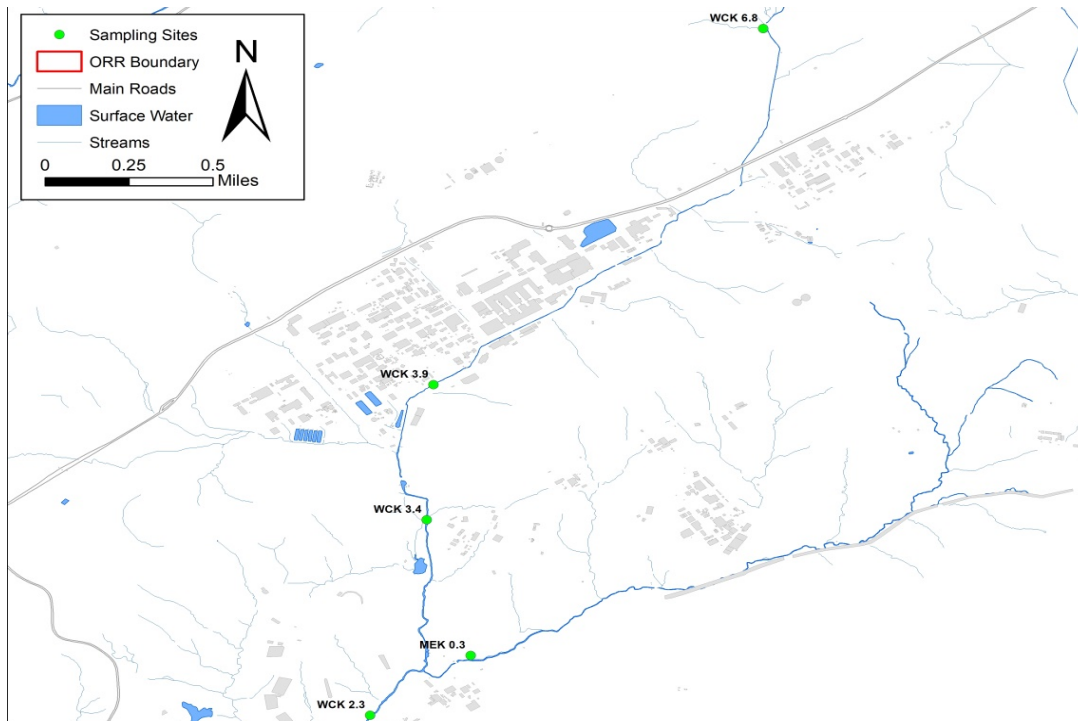 WCK 6.8
Sampling Sites
ORR Boundary
Main Roads
Surface Water
Streams
N
0 0.25 0.5
Miles
WCK 3.9
WCK 3.4
MEK 0.3
WCK 2.3